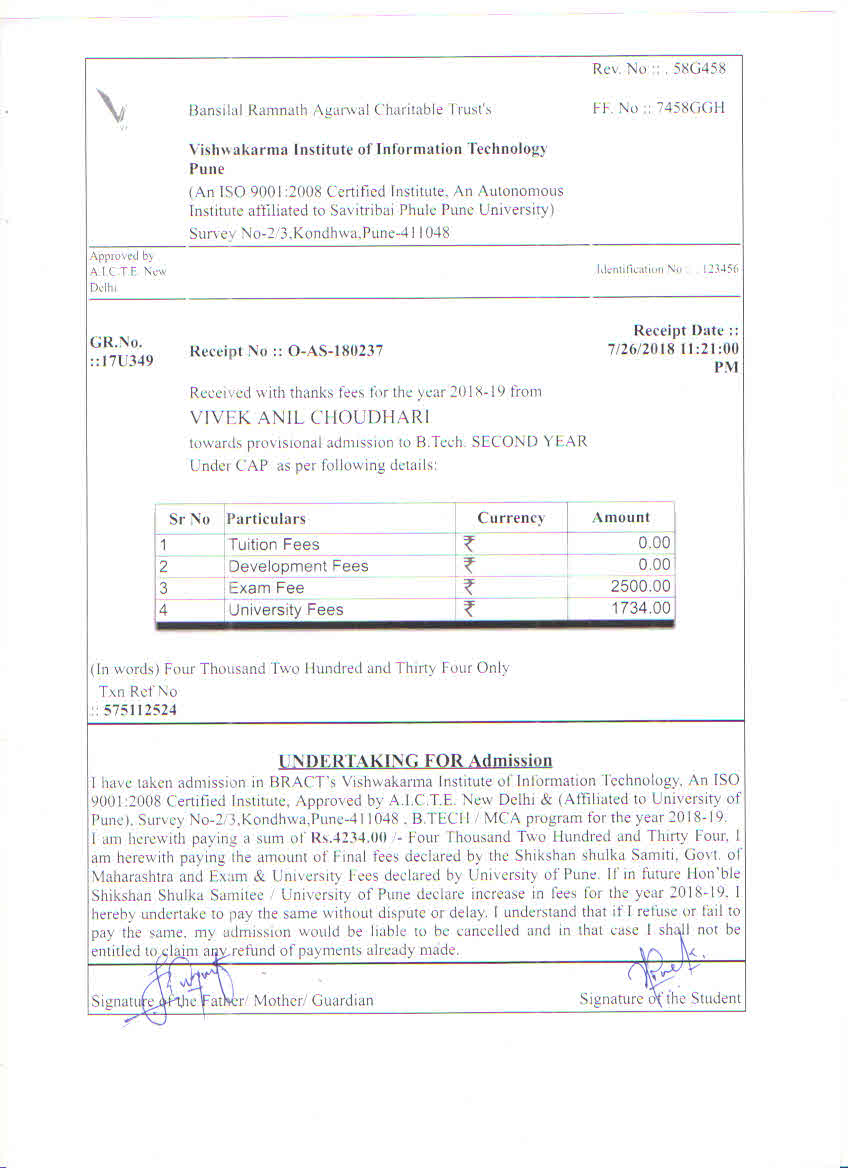 Rev. No :: . 58G458
Bansilal Ramnath Agarwal Charitable Trust's
FF. No :: 7458GGH
Vishwakarma Institute of Information Technology
Pune
(An ISO 9001:2008 Certified Institute, An Autonomous
Institute affiliated to Savitribai Phule Pune University)
Survey No-2/3,Kondhwa,Pune-411048
Approved by
A.I.C.T.E. New
Delhi
Identification No :: . 123456
GR.No.
::17U349
Receipt No :: O-AS-180237
Receipt Date ::
7/26/2018 11:21:00
PM
Received with thanks fees for the year 2018-19 from
VIVEK ANIL CHOUDHARI
towards provisional admission to B.Tech. SECOND YEAR
Under CAP as per following details:
Sr No Particulars Currency Amount
1 Tuition Fees ₹ 0.00
2 Development Fees ₹ 0.00
3 Exam Fee ₹ 2500.00
4 University Fees ₹ 1734.00
(In words) Four Thousand Two Hundred and Thirty Four Only
Txn Ref No
:: 575112524
UNDERTAKING FOR Admission
I have taken admission in BRACT's Vishwakarma Institute of Information Technology, An ISO
9001:2008 Certified Institute, Approved by A.I.C.T.E. New Delhi & (Affiliated to University of
Pune), Survey No-2/3,Kondhwa,Pune-411048 , B.TECH / MCA program for the year 2018-19.
I am herewith paying a sum of Rs.4234.00 /- Four Thousand Two Hundred and Thirty Four, I
am herewith paying the amount of Final fees declared by the Shikshan shulka Samiti, Govt. of
Maharashtra and Exam & University Fees declared by University of Pune. If in future Hon'ble
Shikshan Shulka Samitee / University of Pune declare increase in fees for the year 2018-19, I
hereby undertake to pay the same without dispute or delay. I understand that if I refuse or fail to
pay the same, my admission would be liable to be cancelled and in that case I shall not be
entitled to claim any refund of payments already made.
Signature of the Father/ Mother/ Guardian
Signature of the Student